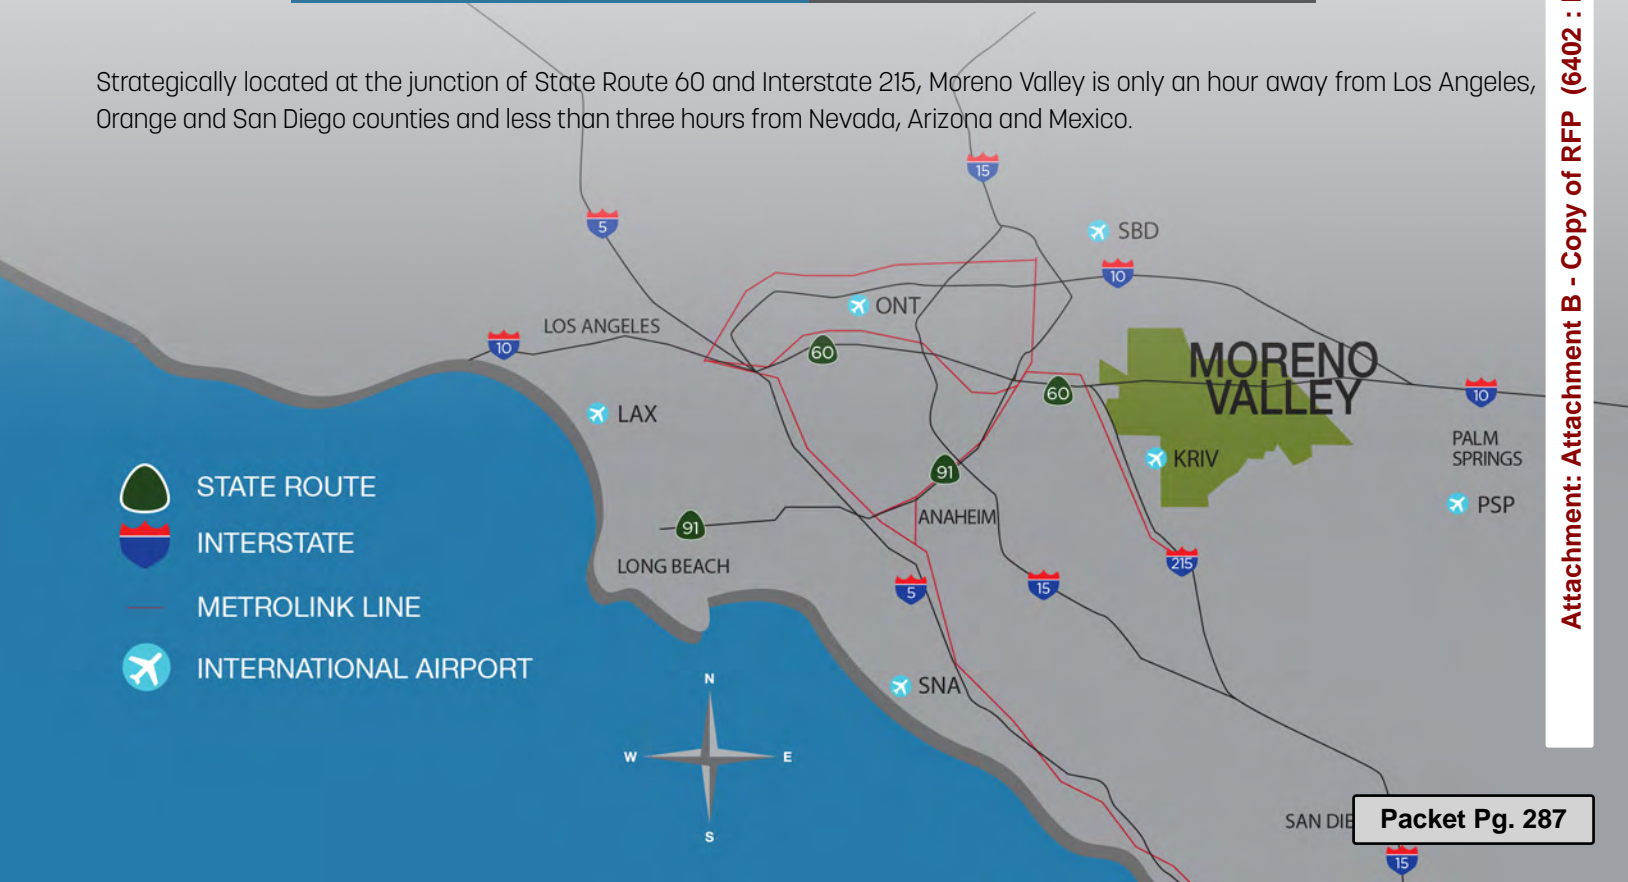 Strategically located at the junction of State Route 60 and Interstate 215, Moreno Valley is only an hour away from Los Angeles,
Orange and San Diego counties and less than three hours from Nevada, Arizona and Mexico.
15
5
SBD
10
ONT
LOS ANGELES
10
60
MORENO
VALLEY
60
10
LAX
PALM
SPRINGS
KRIV
91
STATE ROUTE
PSP
ANAHEIM
91
INTERSTATE
LONG BEACH
215
5
15
METROLINK LINE
INTERNATIONAL AIRPORT
N
SNA
W
E
S
SAN DIE
Packet Pg. 287
15
Attachment: Attachment B - Copy of RFP (6402 :